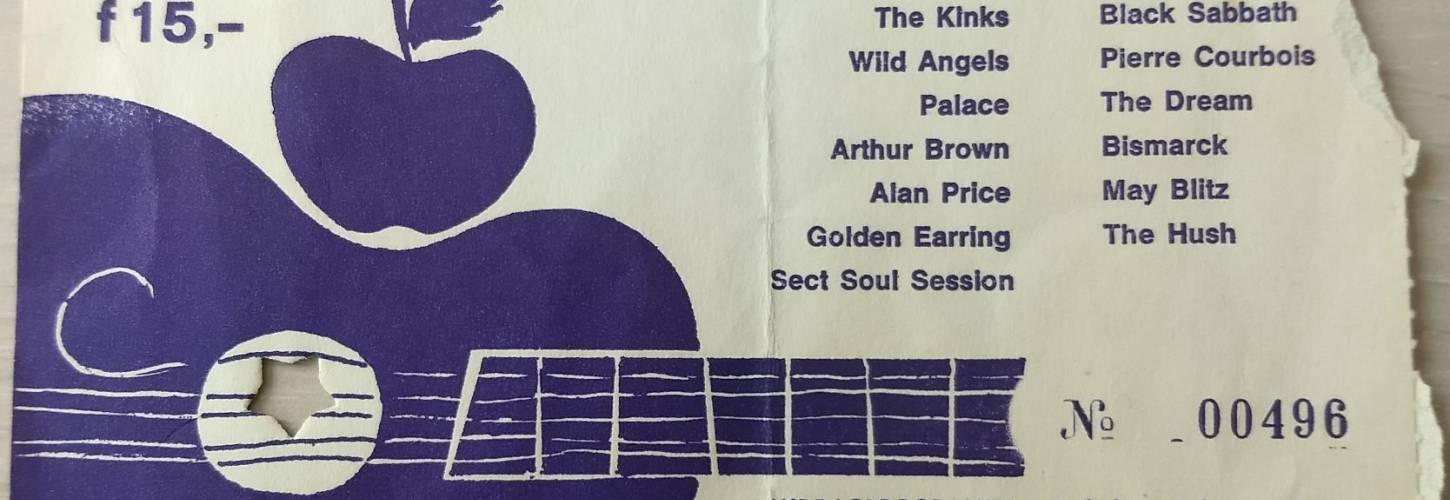 f 15,-
The Kinks
Wild Angels
Palace
Arthur Brown
Alan Price
Golden Earring
Sect Soul Session
Black Sabbath
Pierre Courbois
The Dream
Bismarck
May Blitz
The Hush
No 00496